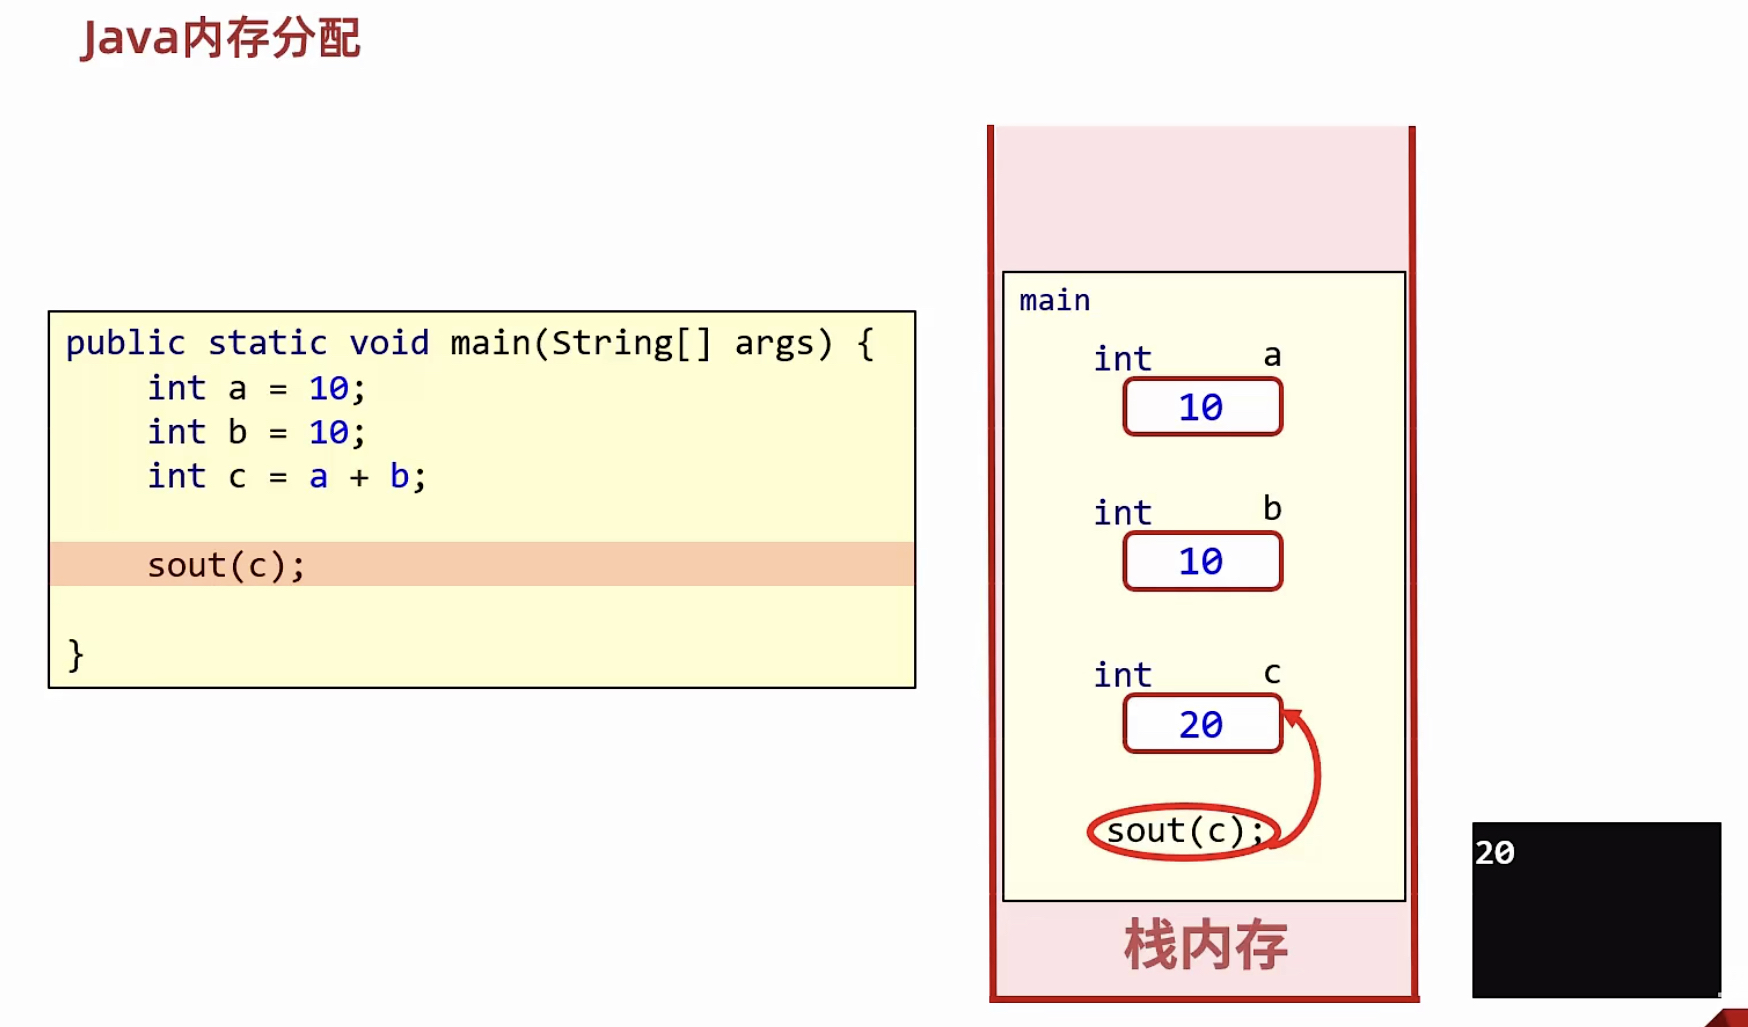 Java内存分配
public static void main(String[] args) {
int a = 10;
int b = 10;
int c = a + b;
sout(c);
}
main
int a
10
int b
10
int c
20
sout(c);
栈内存
20